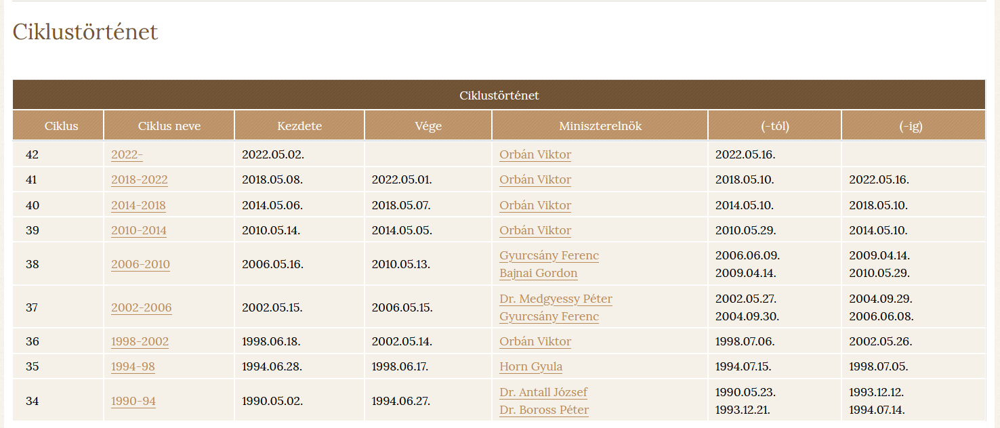 Ciklustörténet
Ciklustörténet
Ciklus Ciklus neve Kezdete Vége Miniszterelnök (-tól) (-ig)
42 2022- 2022.05.02. Orbán Viktor 2022.05.16.
41 2018-2022 2018.05.08. 2022.05.01. Orbán Viktor 2018.05.10. 2022.05.16.
40 2014-2018 2014.05.06. 2018.05.07. Orbán Viktor 2014.05.10. 2018.05.10.
39 2010-2014 2010.05.14. 2014.05.05. Orbán Viktor 2010.05.29. 2014.05.10.
38 2006-2010 2006.05.16. 2010.05.13. Gyurcsány Ferenc 2006.06.09. 2009.04.14.
Bajnai Gordon 2009.04.14. 2010.05.29.
37 2002-2006 2002.05.15. 2006.05.15. Dr. Medgyessy Péter 2002.05.27. 2004.09.29.
Gyurcsány Ferenc 2004.09.30. 2006.06.08.
36 1998-2002 1998.06.18. 2002.05.14. Orbán Viktor 1998.07.06. 2002.05.26.
35 1994-98 1994.06.28. 1998.06.17. Horn Gyula 1994.07.15. 1998.07.05.
34 1990-94 1990.05.02. 1994.06.27. Dr. Antall József 1990.05.23. 1993.12.12.
Dr. Boross Péter 1993.12.21. 1994.07.14.